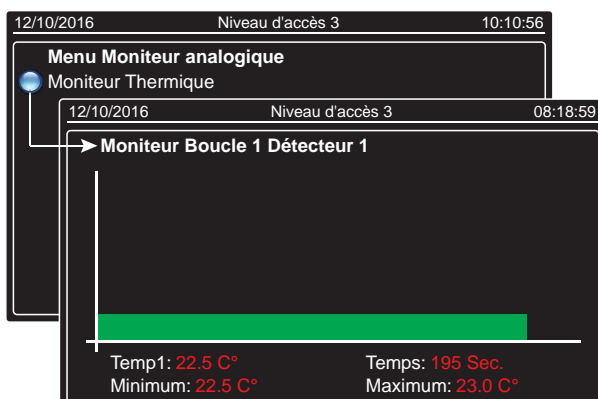 12/10/2016 Niveau d'accès 3 10:10:56
Menu Moniteur analogique
Moniteur Thermique
12/10/2016 Niveau d'accès 3 08:18:59
Moniteur Boucle 1 Détecteur 1
Temp1: 22.5 C° Temps: 195 Sec.
Minimum: 22.5 C° Maximum: 23.0 C°